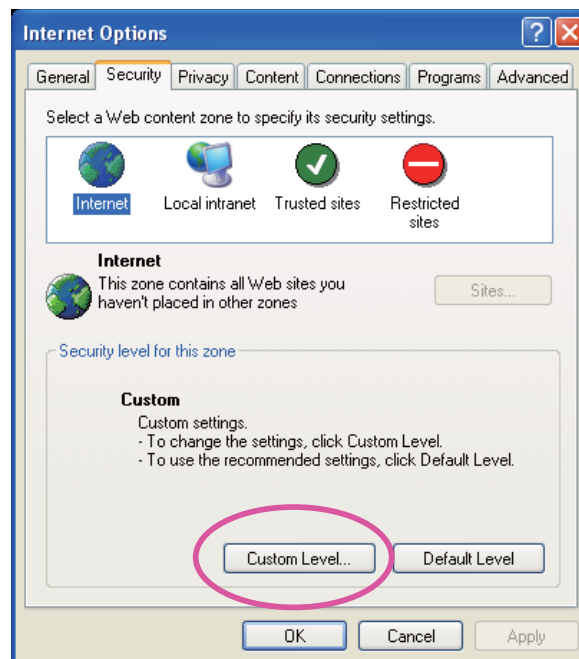 Internet Options
General Security Privacy Content Connections Programs Advanced
Select a Web content zone to specify its security settings.
Internet Local intranet Trusted sites Restricted
sites
Internet
This zone contains all Web sites you
haven't placed in other zones
Sites...
Security level for this zone
Custom
Custom settings.
- To change the settings, click Custom Level.
- To use the recommended settings, click Default Level.
Custom Level... Default Level
OK Cancel Apply